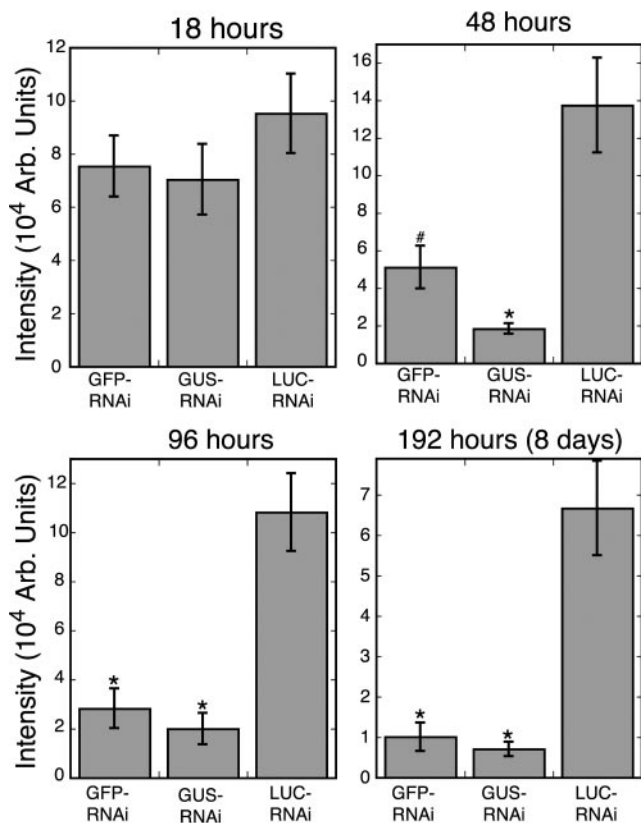 18 hours
Intensity (10⁴ Arb. Units)
12
10
8
6
4
2
0
GFP-
RNAi
GUS-
RNAi
LUC-
RNAi
48 hours
16
14
12
10
8
6
4
2
0
#
*
GFP-
RNAi
GUS-
RNAi
LUC-
RNAi
96 hours
Intensity (10⁴ Arb. Units)
12
10
8
6
4
2
0
*
*
GFP-
RNAi
GUS-
RNAi
LUC-
RNAi
192 hours (8 days)
7
6
5
4
3
2
1
0
*
*
GFP-
RNAi
GUS-
RNAi
LUC-
RNAi